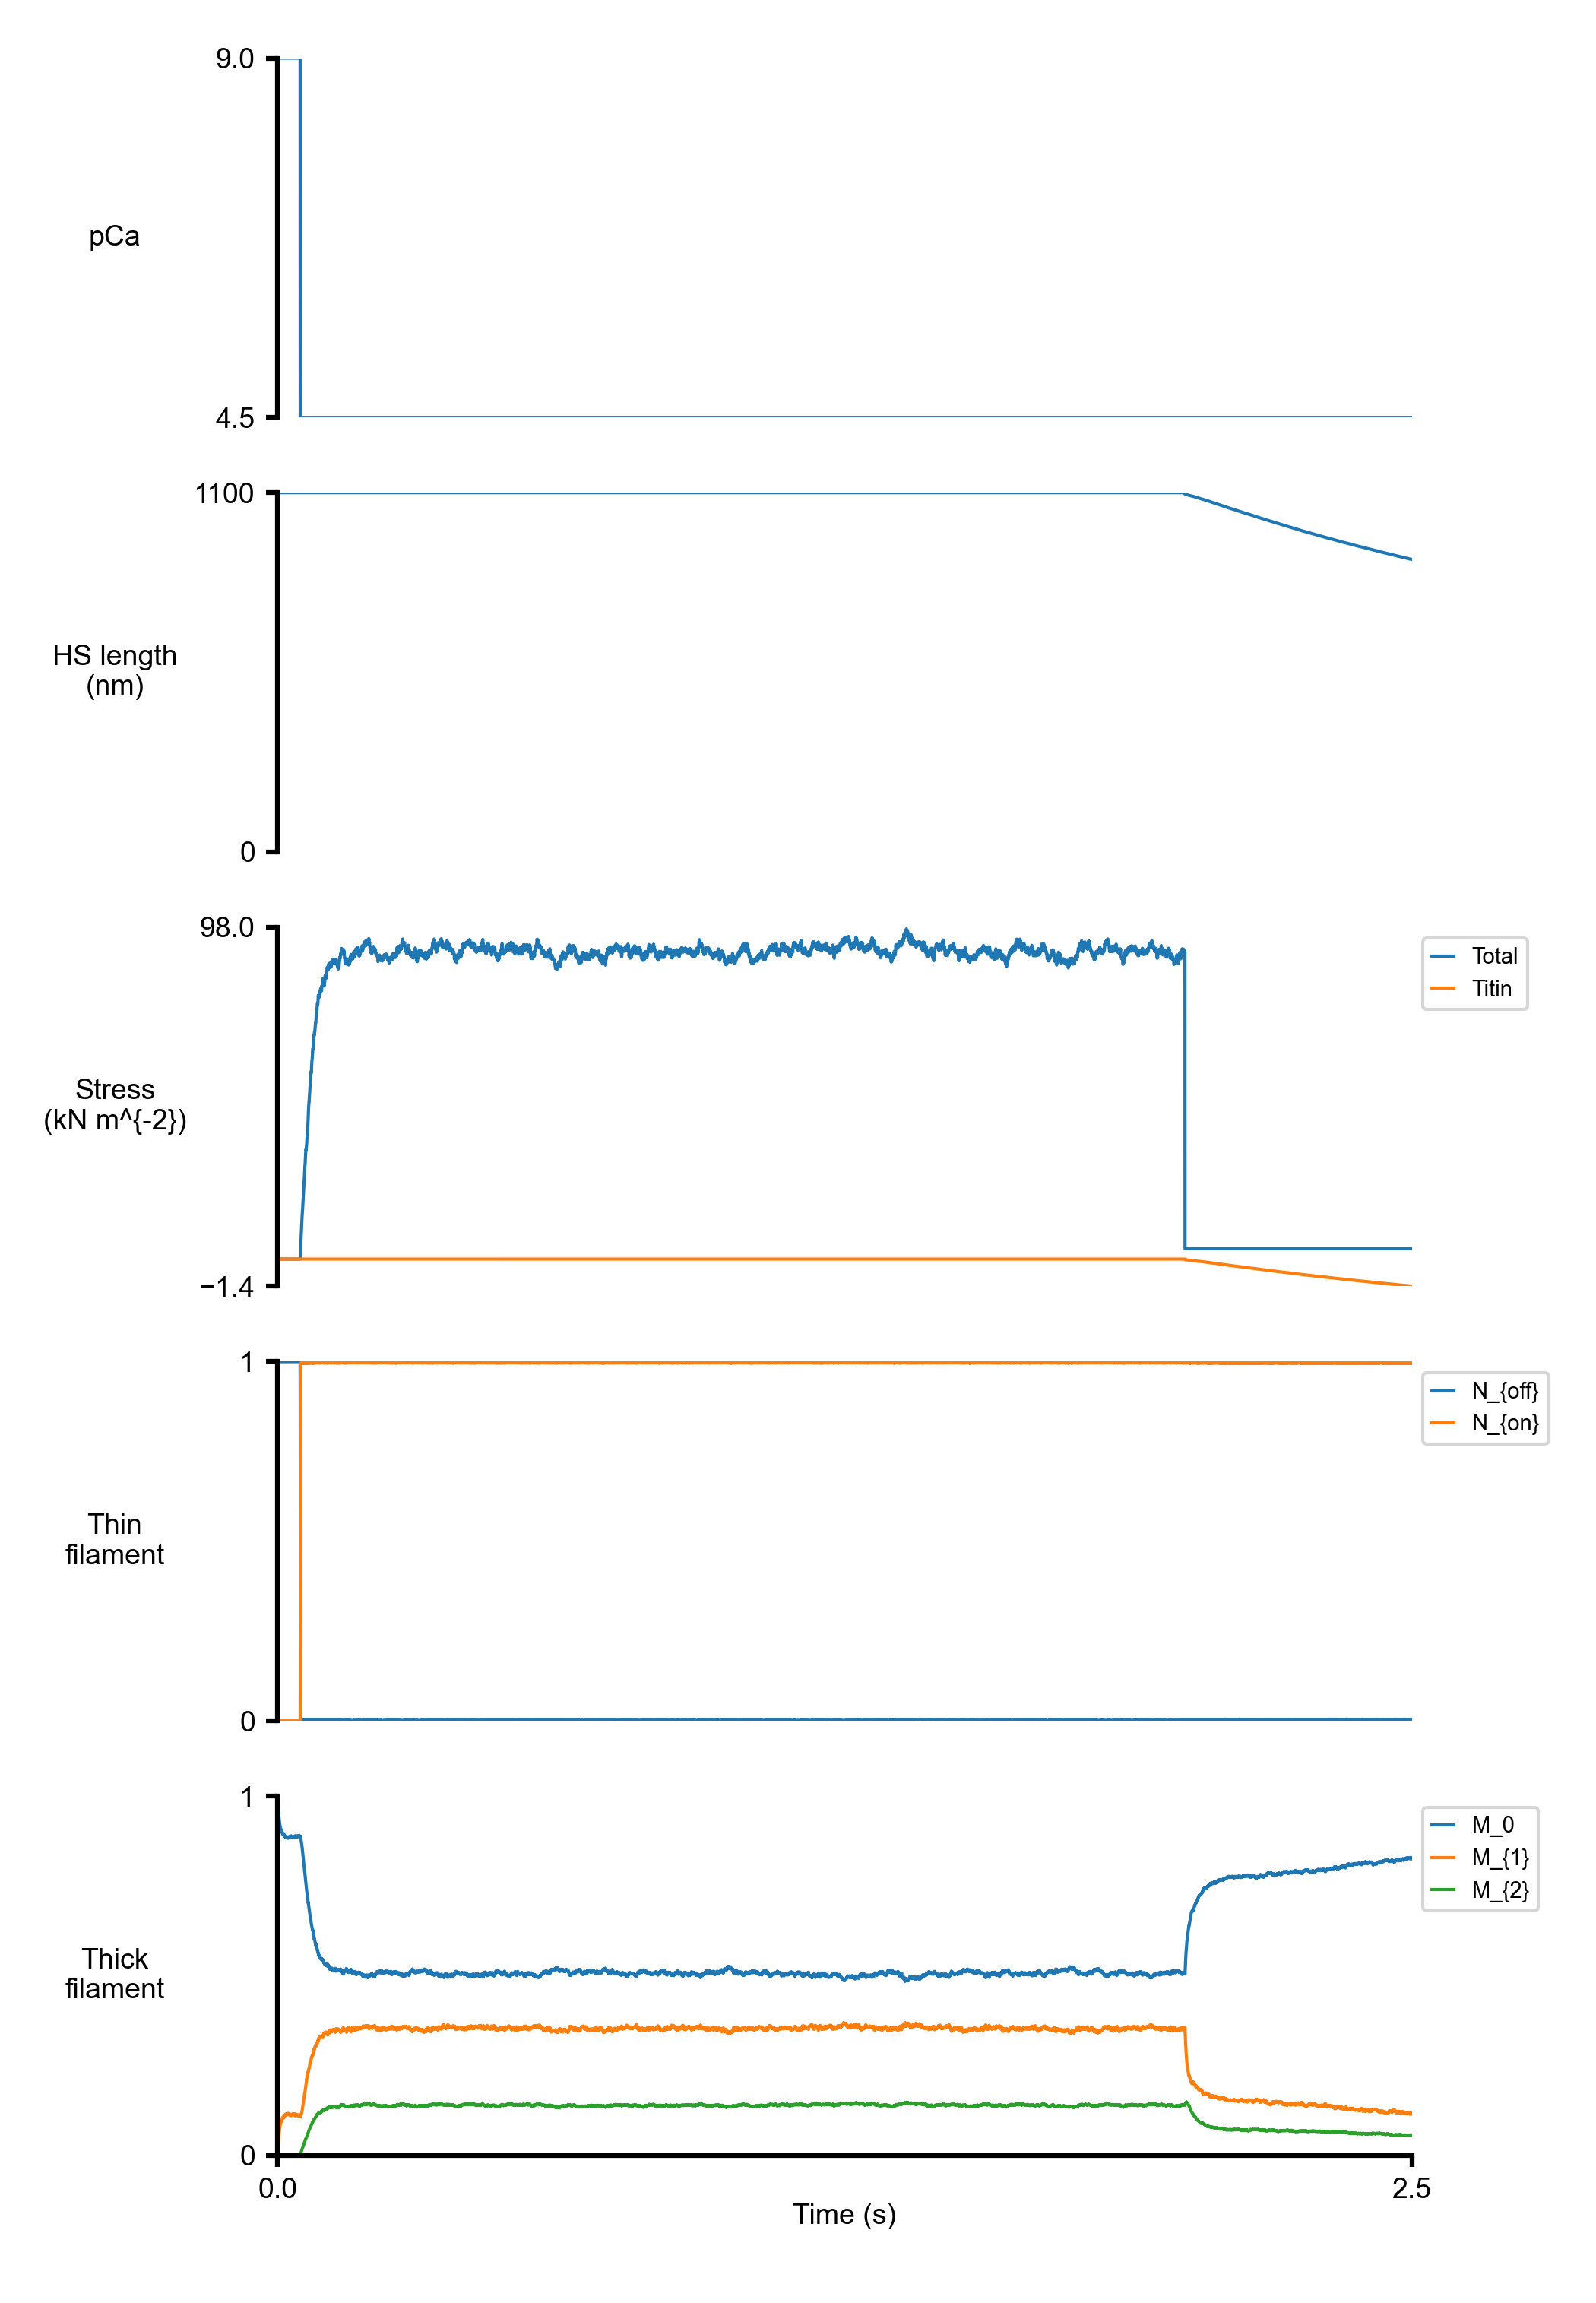 9.0
pCa
4.5
1100
HS length
(nm)
0
98.0
Total
Titin
Stress
(kN m^{-2})
−1.4
1
N_{off}
N_{on}
Thin
filament
0
1
M_0
M_{1}
M_{2}
Thick
filament
0
0.0
2.5
Time (s)